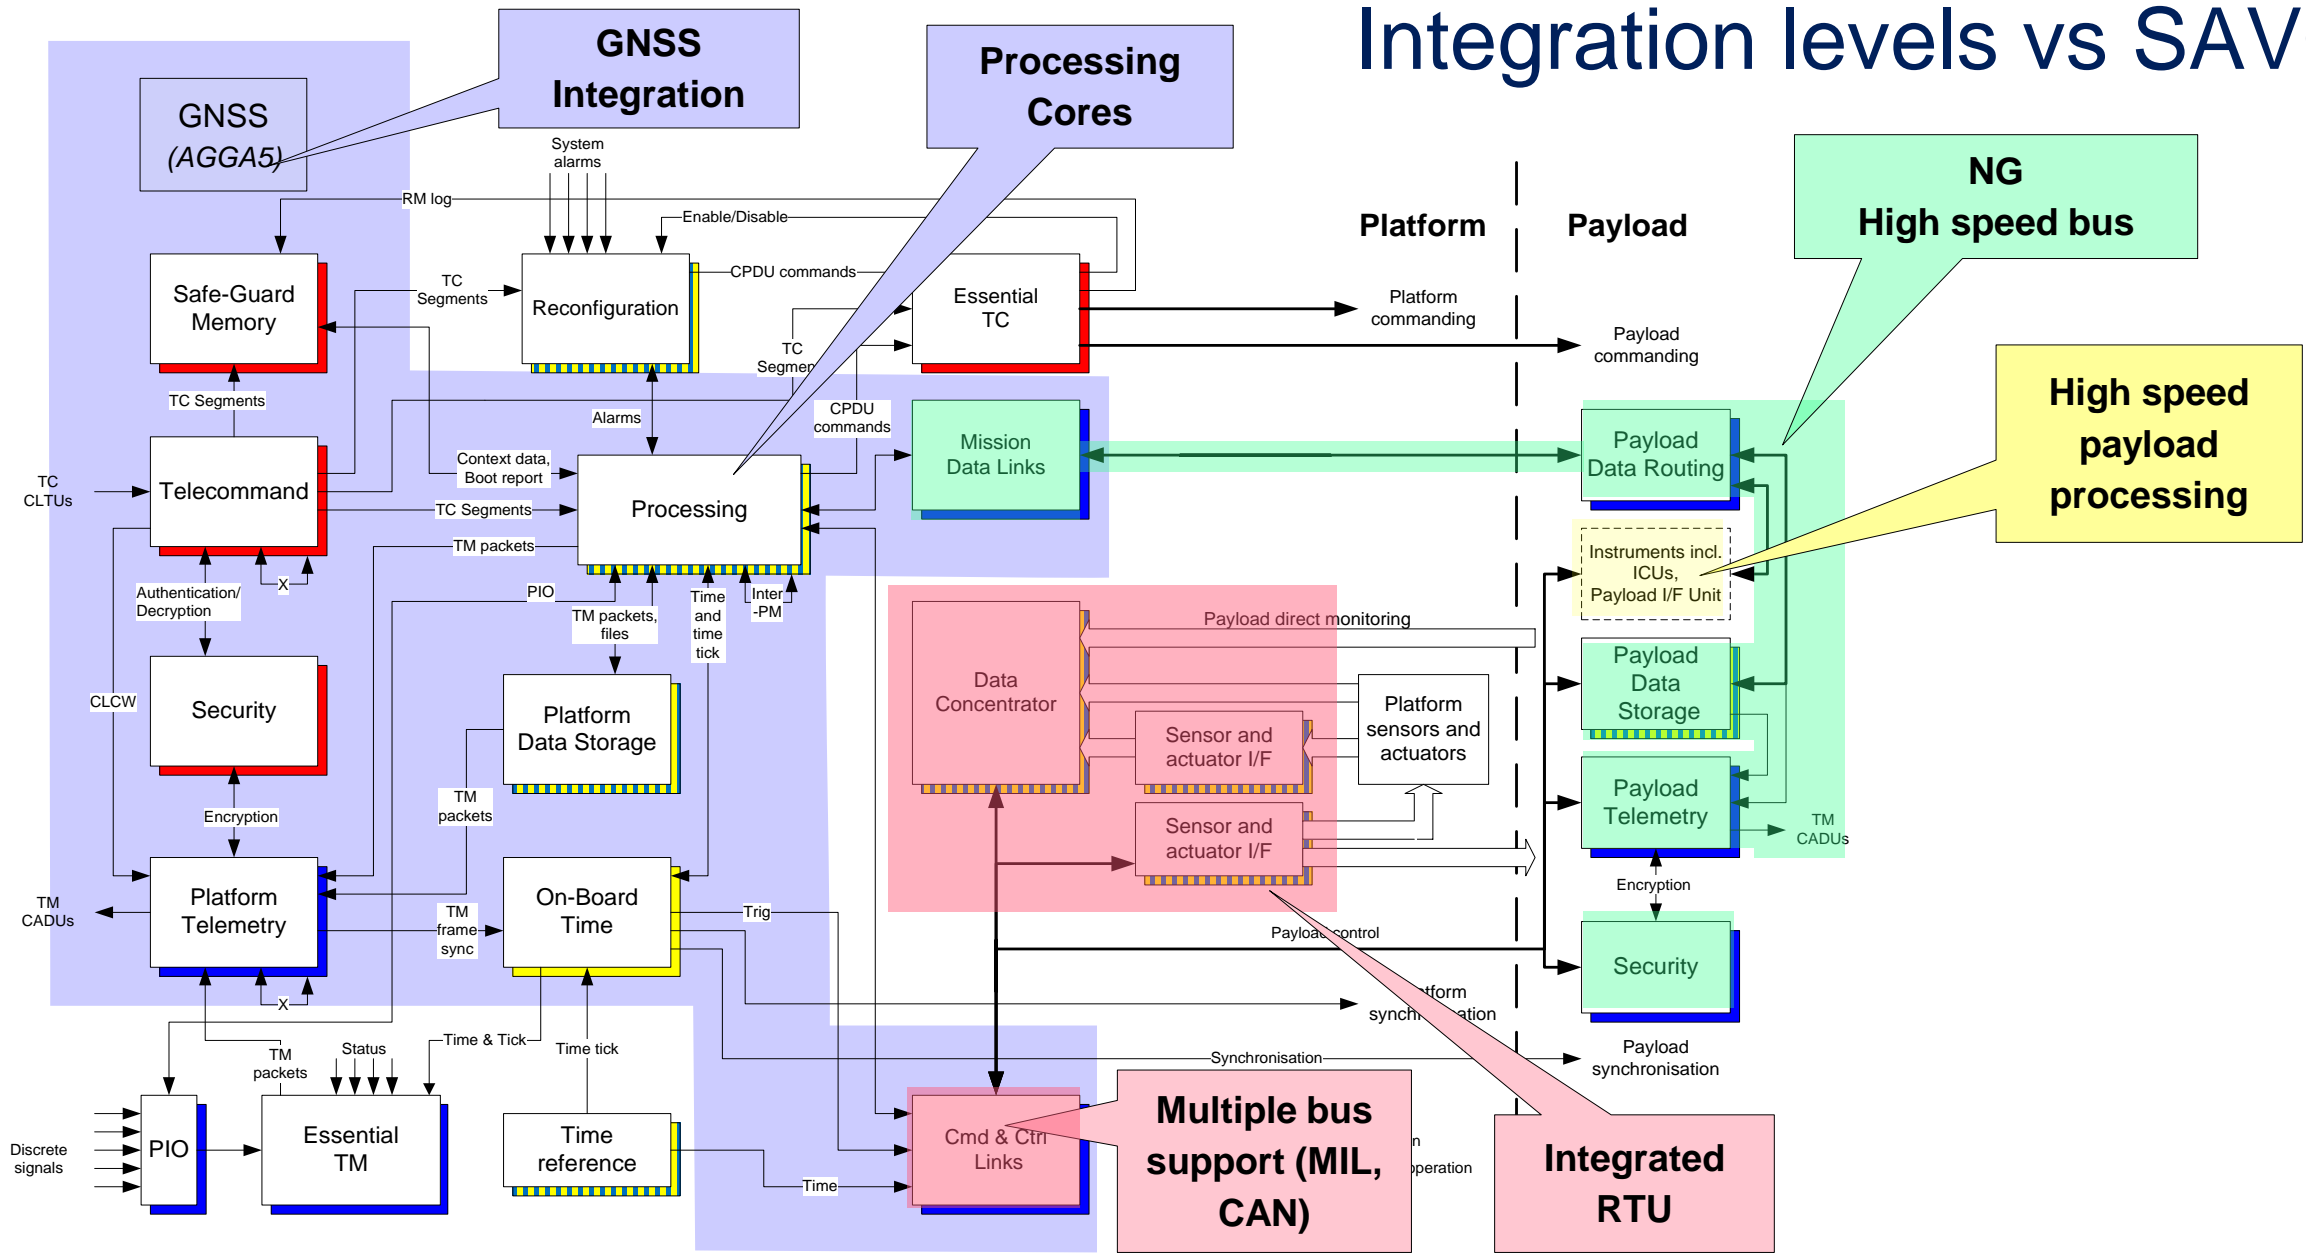 Integration levels vs SAV
GNSS
Integration
Processing
Cores
GNSS
(AGGA5)
System
alarms
NG
High speed bus
RM log
Enable/Disable
Platform
Payload
Safe-Guard
Memory
TC
Segments
Reconfiguration
CPDU commands
Essential
TC
Platform
commanding
Payload
commanding
TC
High speed
payload
processing
TC Segments
Alarms
CPDU
commands
Mission
Data Links
Payload
Data Routing
TC
CLTUs
Telecommand
Context data,
Boot report
TC Segments
Processing
TM packets
X
Authentication/
Decryption
PIO
TM packets,
files
Time
and
time
tick
Inter
-PM
Instruments incl.
ICUs,
Payload I/F Unit
Payload direct monitoring
CLCW
Security
Platform
Data Storage
Data
Concentrator
Sensor and
actuator I/F
Platform
sensors and
actuators
Payload
Data
Storage
Encryption
TM
packets
Sensor and
actuator I/F
Payload
Telemetry
TM
CADUs
Encryption
TM
CADUs
Platform
Telemetry
TM
frame
sync
On-Board
Time
Trig
Payload control
Security
X
Time & Tick
Time tick
Synchronisation
Payload
synchronisation
Status
TM
packets
Discrete
signals
PIO
Essential
TM
Time
reference
Time
Cmd & Ctrl
Links
Multiple bus
support (MIL,
CAN)
Integrated
RTU